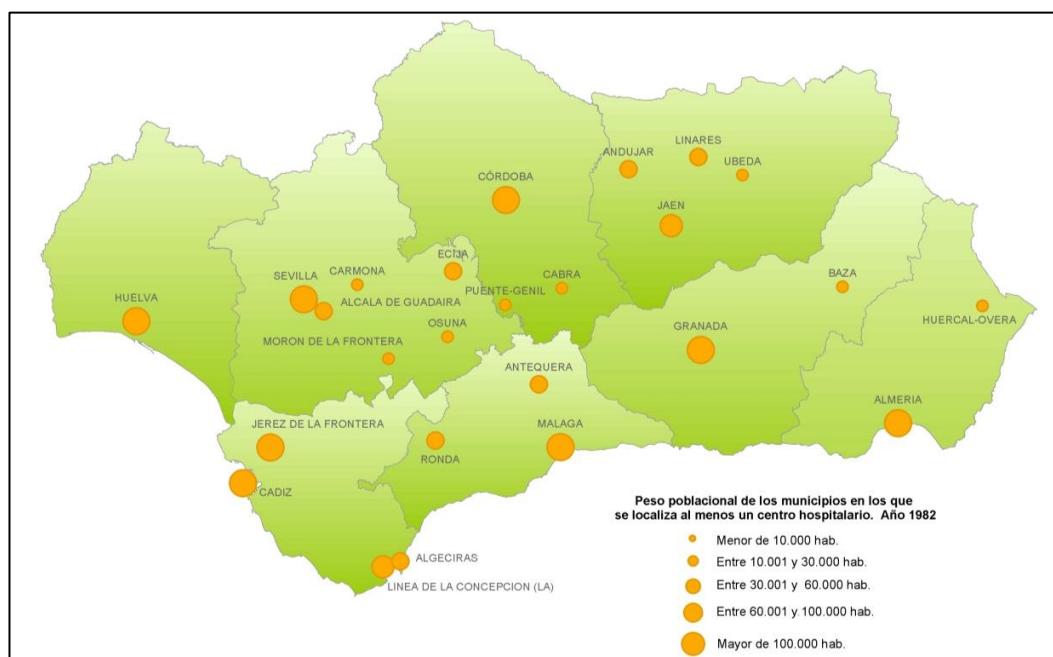 LINARES
ANDUJAR
UBEDA
CÓRDOBA
JAEN
ECIJA
CARMONA
SEVILLA
CABRA
BAZA
PUENTE-GENIL
HUELVA
ALCALA DE GUADAIRA
HUERCAL-OVERA
OSUNA
GRANADA
MORON DE LA FRONTERA
ANTEQUERA
ALMERIA
JEREZ DE LA FRONTERA
MALAGA
RONDA
CADIZ
Peso poblacional de los municipios en los que
se localiza al menos un centro hospitalario. Año 1982
Menor de 10.000 hab.
ALGECIRAS
Entre 10.001 y 30.000 hab.
LINEA DE LA CONCEPCION (LA)
Entre 30.001 y 60.000 hab.
Entre 60.001 y 100.000 hab.
Mayor de 100.000 hab.